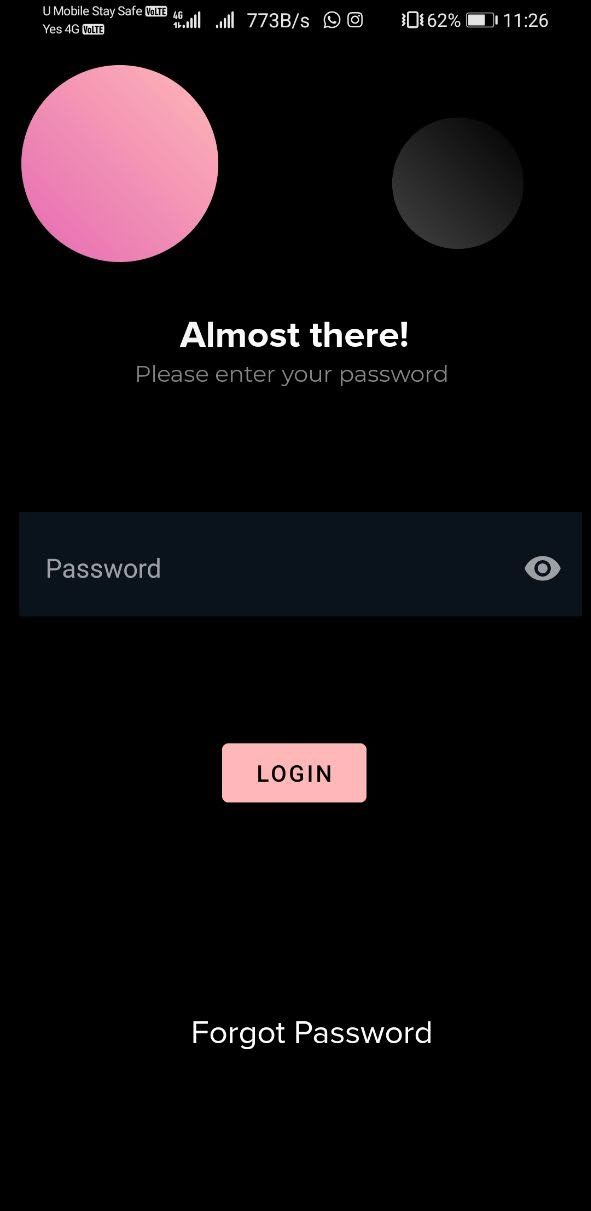 U Mobile Stay Safe VoLTE 4G 773B/s 62% 11:26
Yes 4G VoLTE
Almost there!
Please enter your password
Password
LOGIN
Forgot Password